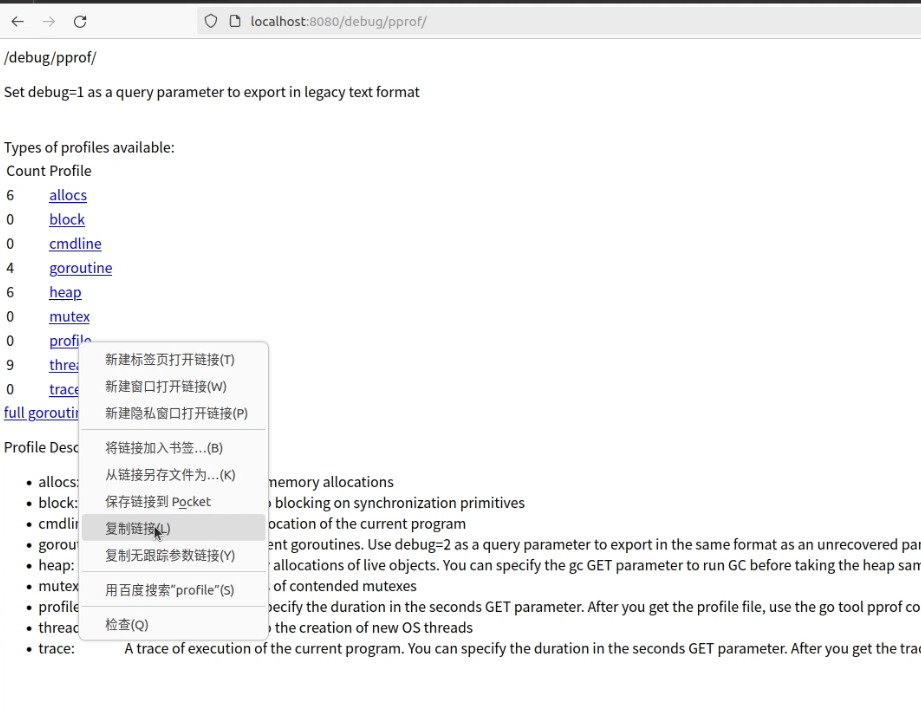 localhost:8080/debug/pprof/
/debug/pprof/
Set debug=1 as a query parameter to export in legacy text format
Types of profiles available:
Count Profile
6 allocs
0 block
0 cmdline
4 goroutine
6 heap
0 mutex
0 profile
9 threa
0 trace
full goroutin
新建标签页打开链接(T)
新建窗口打开链接(W)
新建隐私窗口打开链接(P)
将链接加入书签…(B)
从链接另存文件为…(K)
保存链接到 Pocket
复制链接(L)
复制无跟踪参数链接(Y)
用百度搜索“profile”(S)
检查(Q)
Profile Desc
• allocs: memory allocations
• block: blocking on synchronization primitives
• cmdlin ocation of the current program
• gorout ent goroutines. Use debug=2 as a query parameter to export in the same format as an unrecovered pan
• heap: allocations of live objects. You can specify the gc GET parameter to run GC before taking the heap sam
• mutex of contended mutexes
• profile pecify the duration in the seconds GET parameter. After you get the profile file, use the go tool pprof co
• thread the creation of new OS threads
• trace: A trace of execution of the current program. You can specify the duration in the seconds GET parameter. After you get the trac